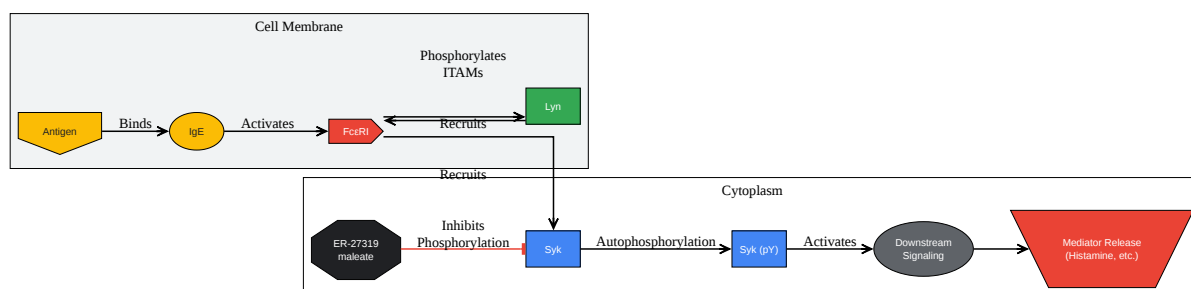 Cell Membrane
Phosphorylates
ITAMs
Lyn
Antigen
Binds
IgE
Activates
FcεRI
Recruits
Recruits
Cytoplasm
ER-27319
maleate
Inhibits
Phosphorylation
Syk
Autophosphorylation
Syk (pY)
Activates
Downstream
Signaling
Mediator Release
(Histamine, etc.)